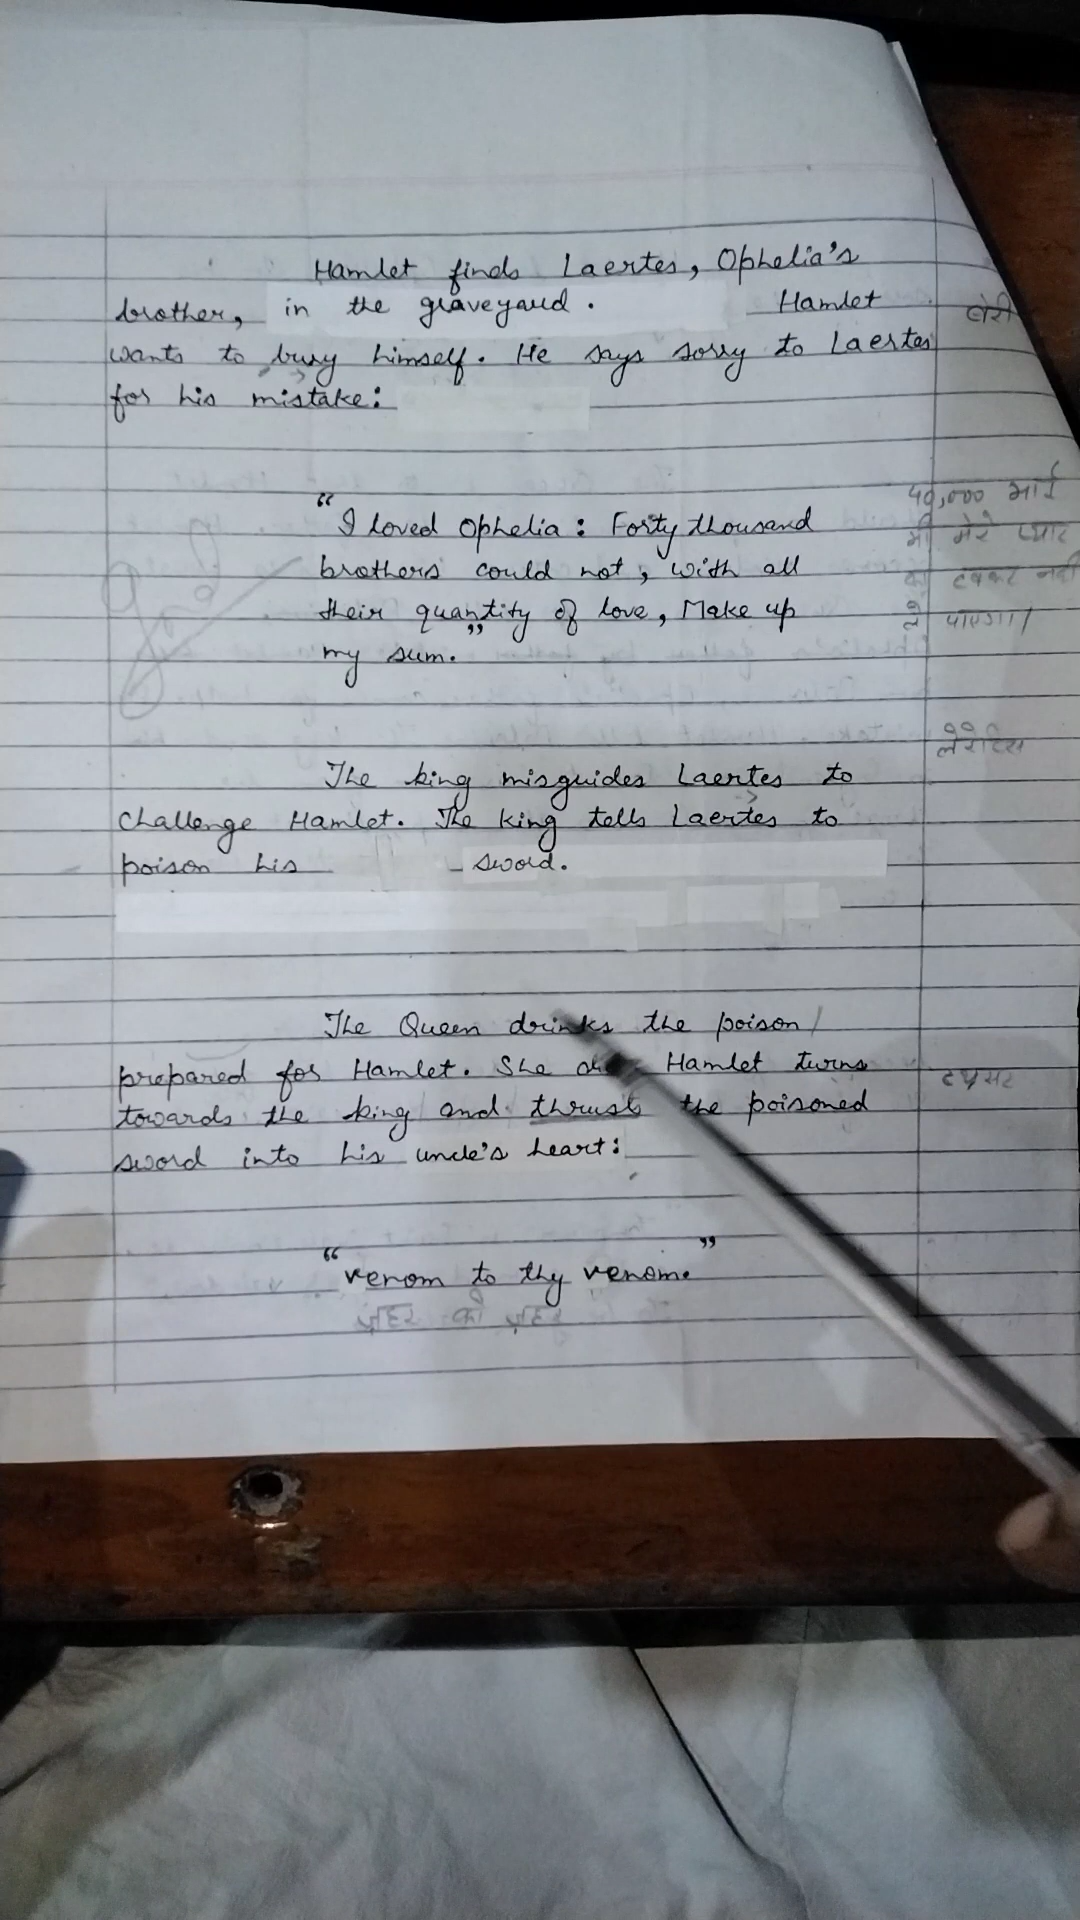 Hamlet finds Laertes, Ophelia's
brother, in the graveyard. Hamlet
wants to bury himself. He says sorry to Laertes
for his mistake:
बेरी
"I loved Ophelia: Forty thousand
brothers could not, with all
their quantity of love, Make up
my sum."
40,000 भाई
भी मेरे प्यार
टक्कर नहीं
ले पाएगा।
The king misguides Laertes to
challenge Hamlet. The king tells Laertes to
poison his sword.
The Queen drinks the poison
prepared for Hamlet. She Hamlet turns
towards the king and thrusts the poisoned
sword into his uncle's heart:
"venom to thy venom."
ज़हर को ज़हर